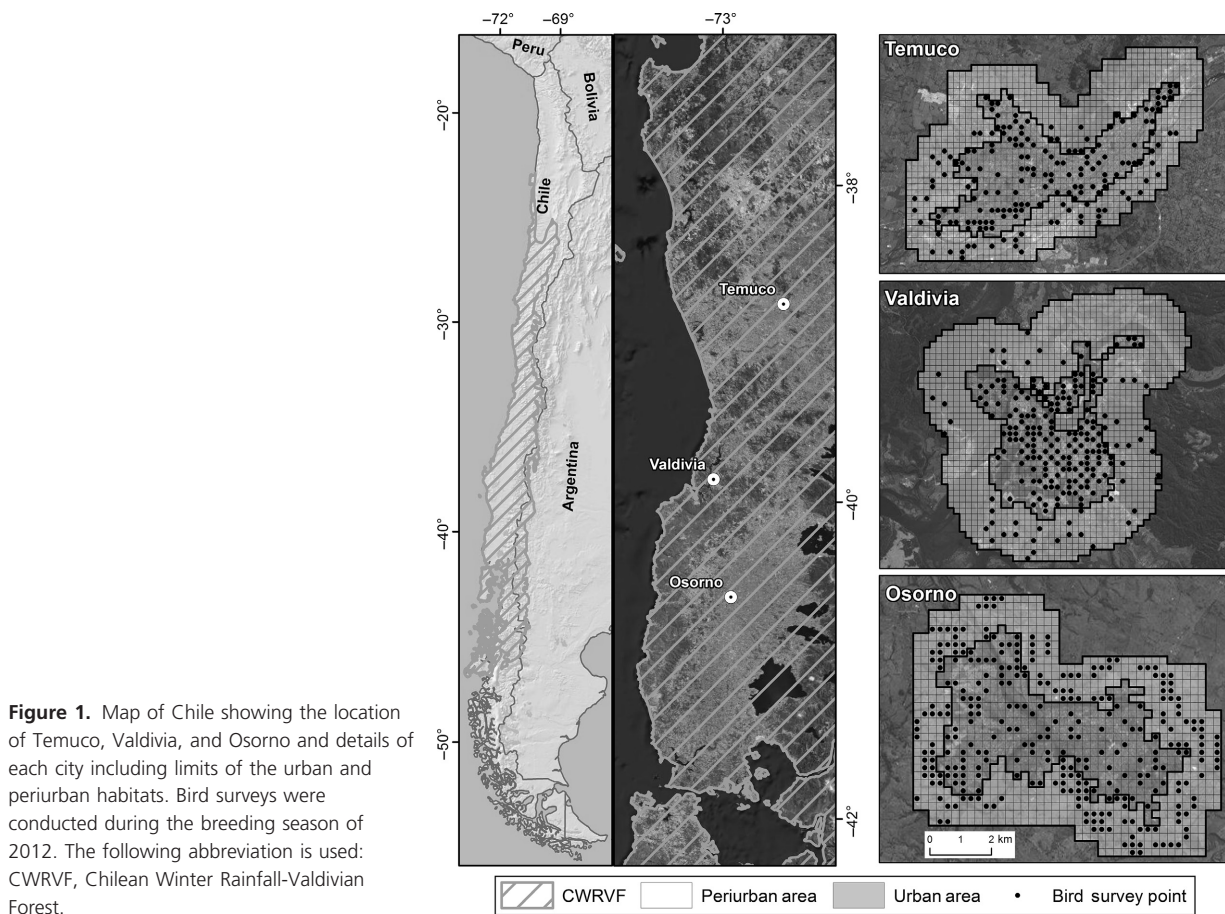 −72° −69°
−73°
Peru
Bolivia
Chile
Argentina
−20°
−30°
−40°
−50°
Temuco
Valdivia
Osorno
−38°
−40°
−42°
Temuco
Valdivia
Osorno
0 1 2 km
CWRVF Periurban area Urban area Bird survey point
Figure 1. Map of Chile showing the location
of Temuco, Valdivia, and Osorno and details of
each city including limits of the urban and
periurban habitats. Bird surveys were
conducted during the breeding season of
2012. The following abbreviation is used:
CWRVF, Chilean Winter Rainfall-Valdivian
Forest.